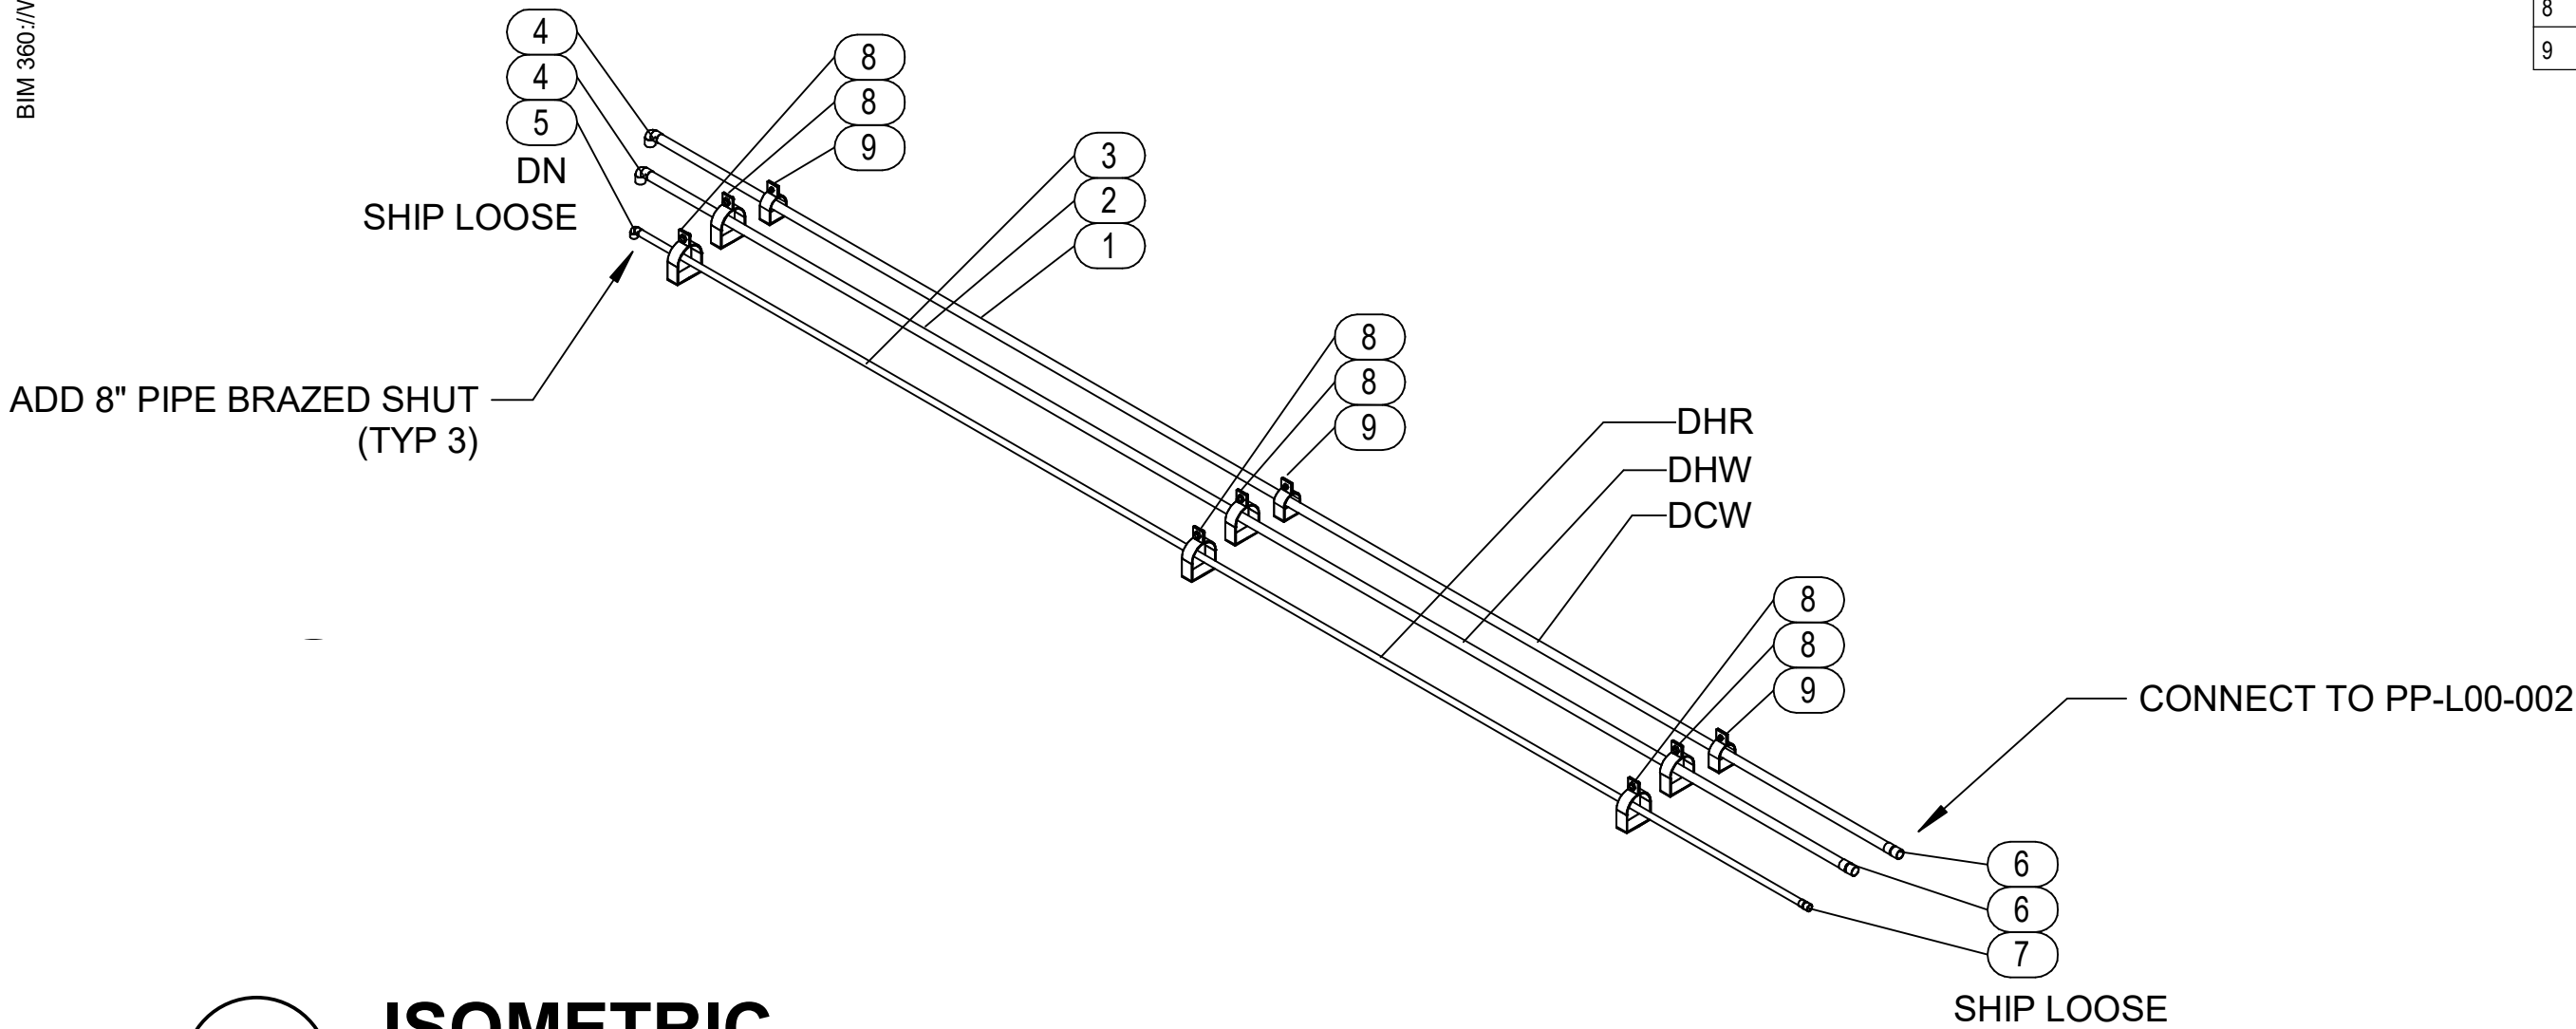 BIM 360://
8
9
4
4
5
DN
SHIP LOOSE
8
8
9
3
2
1
ADD 8" PIPE BRAZED SHUT
(TYP 3)
8
8
9
DHR
DHW
DCW
8
8
9
CONNECT TO PP-L00-002
6
6
7
SHIP LOOSE
ISOMETRIC